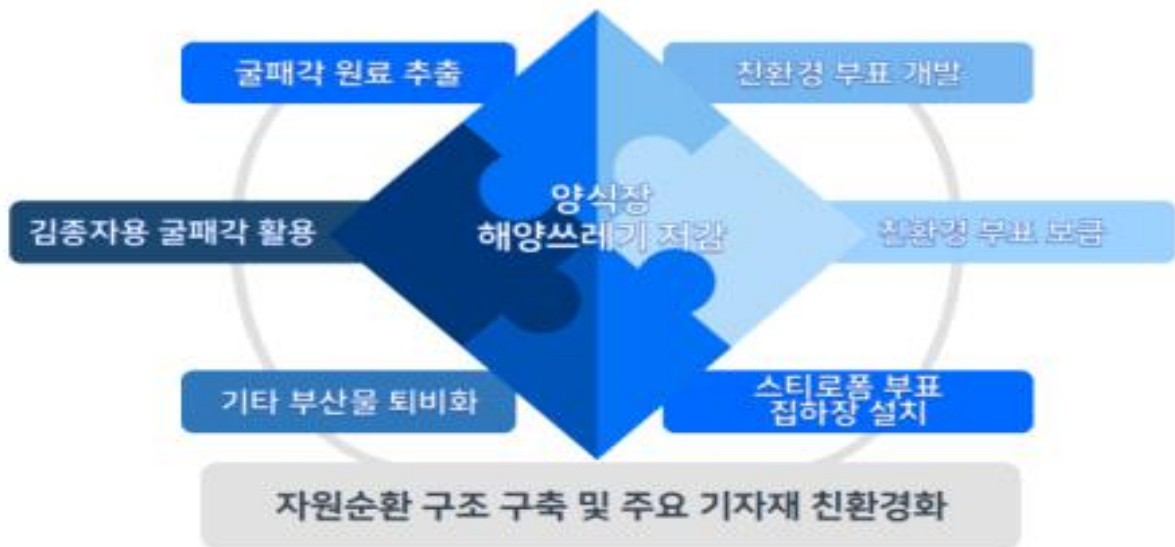 굴패각 원료 추출
친환경 부표 개발
양식장
해양쓰레기 저감
김종자용 굴패각 활용
친환경 부표 보급
기타 부산물 퇴비화
스티로폼 부표
집하장 설치
자원순환 구조 구축 및 주요 기자재 친환경화